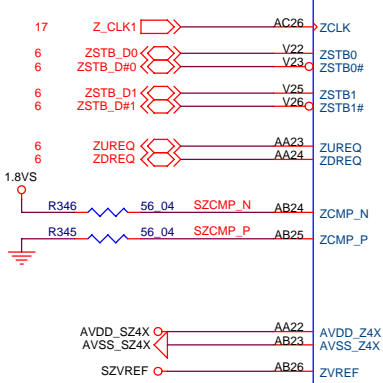 17 Z_CLK1 AC26 ZCLK
6 ZSTB_D0 V22 ZSTB0
6 ZSTB_D#0 V23 ZSTB0#
6 ZSTB_D1 V25 ZSTB1
6 ZSTB_D#1 V26 ZSTB1#
6 ZUREQ AA23 ZUREQ
6 ZDREQ AA24 ZDREQ
1.8VS
R346 56_04 SZCMP_N AB24 ZCMP_N
R345 56_04 SZCMP_P AB25 ZCMP_P
AVDD_SZ4X AA22 AVDD_Z4X
AVSS_SZ4X AB23 AVSS_Z4X
SZVREF AB26 ZVREF